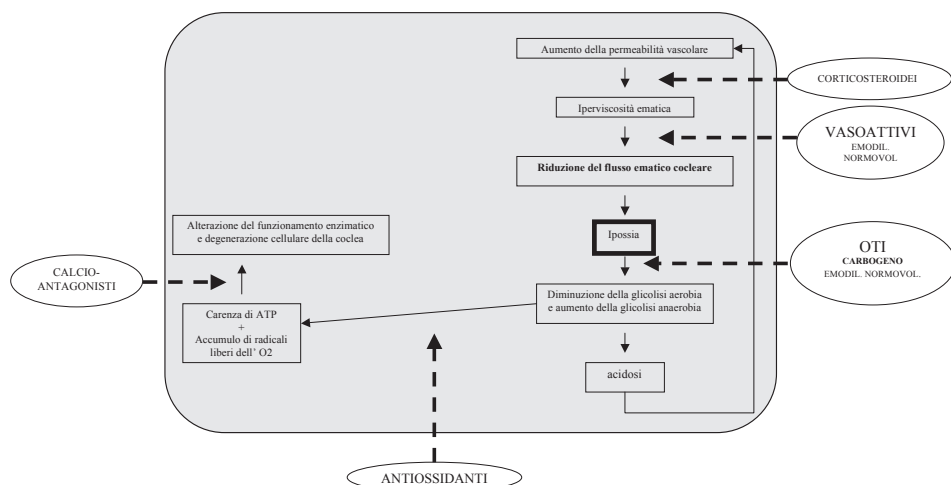 Aumento della permeabilità vascolare
CORTICOSTEROIDEI
Iperviscosità ematica
VASOATTIVI
EMODIL.
NORMOVOL
Riduzione del flusso ematico cocleare
Alterazione del funzionamento enzimatico
e degenerazione cellulare della coclea
Ipossia
OTI
CARBOGENO
EMODIL. NORMOVOL.
CALCIO-
ANTAGONISTI
Diminuzione della glicolisi aerobia
e aumento della glicolisi anaerobia
Carenza di ATP
+
Accumulo di radicali
liberi dell' O2
acidosi
ANTIOSSIDANTI